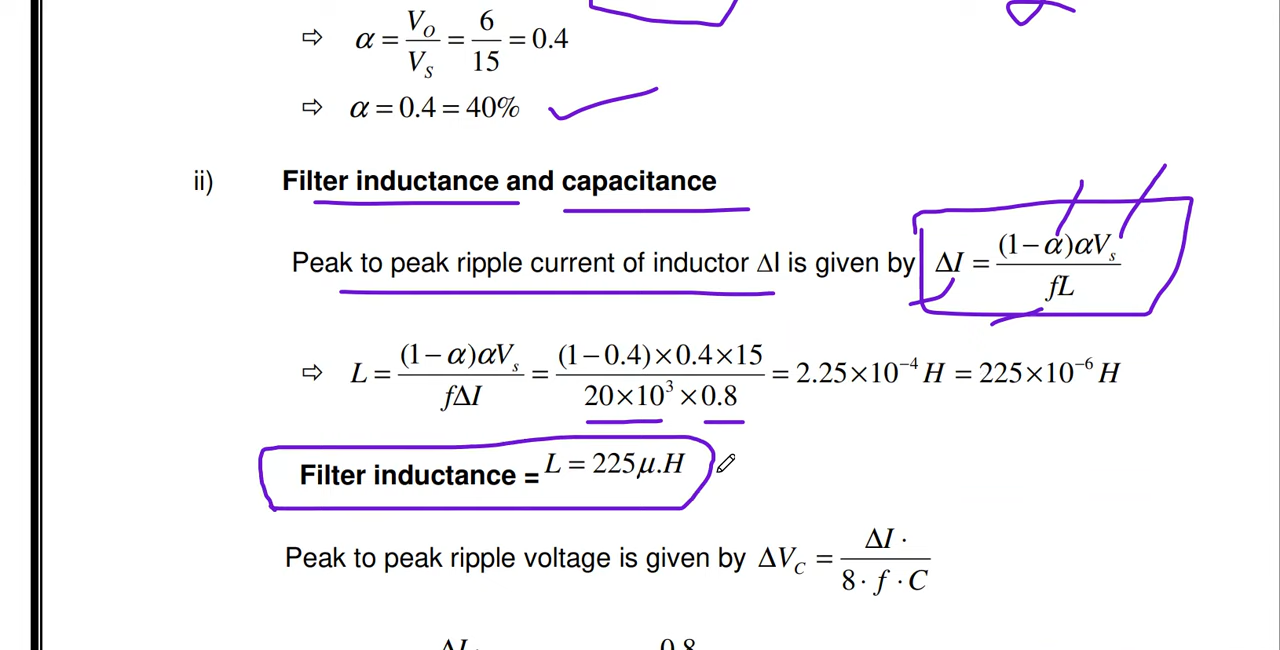 ⇨ α = V_O / V_S = 6 / 15 = 0.4
⇨ α = 0.4 = 40%
ii) Filter inductance and capacitance
Peak to peak ripple current of inductor ΔI is given by ΔI = (1 − α)αV_s / fL
⇨ L = (1 − α)αV_s / fΔI = (1 − 0.4) × 0.4 × 15 / 20 × 10³ × 0.8 = 2.25 × 10⁻⁴ H = 225 × 10⁻⁶ H
Filter inductance = L = 225 μ.H
Peak to peak ripple voltage is given by ΔV_C = ΔI · / 8 · f · C